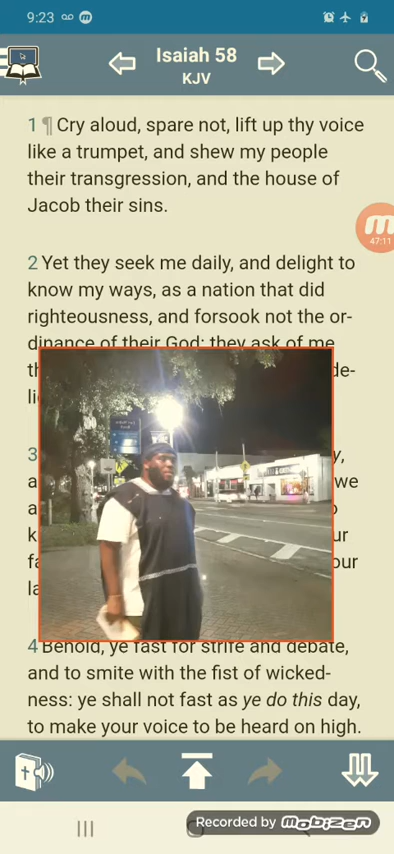 9:23
Isaiah 58
KJV
1 ¶ Cry aloud, spare not, lift up thy voice
like a trumpet, and shew my people
their transgression, and the house of
Jacob their sins.
47:11
2 Yet they seek me daily, and delight to
know my ways, as a nation that did
righteousness, and forsook not the or-
dinance of their God: they ask of me
de-
3
we
4 Behold, ye fast for strife and debate,
and to smite with the fist of wicked-
ness: ye shall not fast as ye do this day,
to make your voice to be heard on high.
Recorded by mobizen